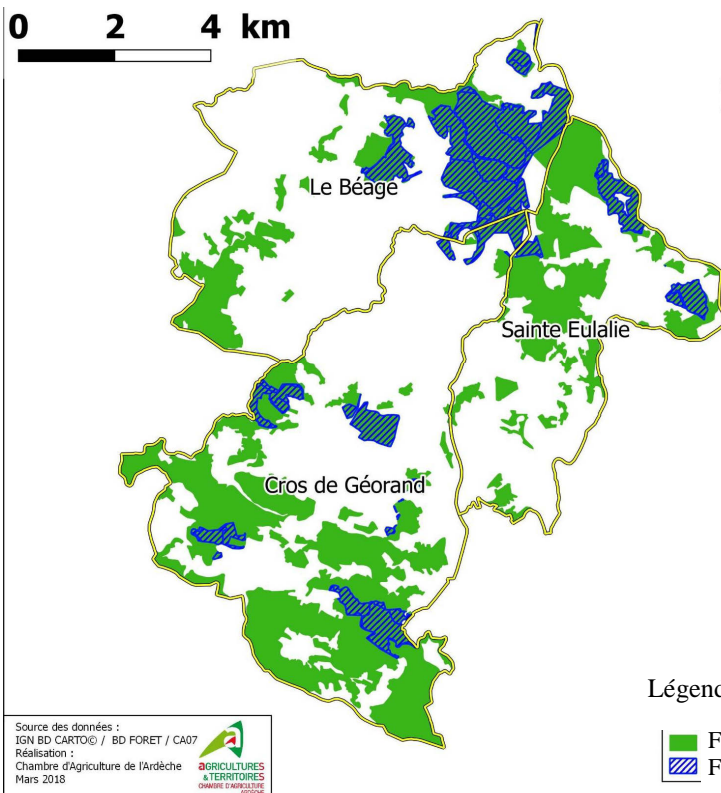 0 2 4 km
Le Béage
Sainte Eulalie
Cros de Géorand
Légend
F
F
Source des données :
IGN BD CARTO© / BD FORET / CA07
Réalisation :
Chambre d'Agriculture de l'Ardèche
Mars 2018
AGRICULTURES
& TERRITOIRES
CHAMBRE D'AGRICULTURE
ARDÈCHE